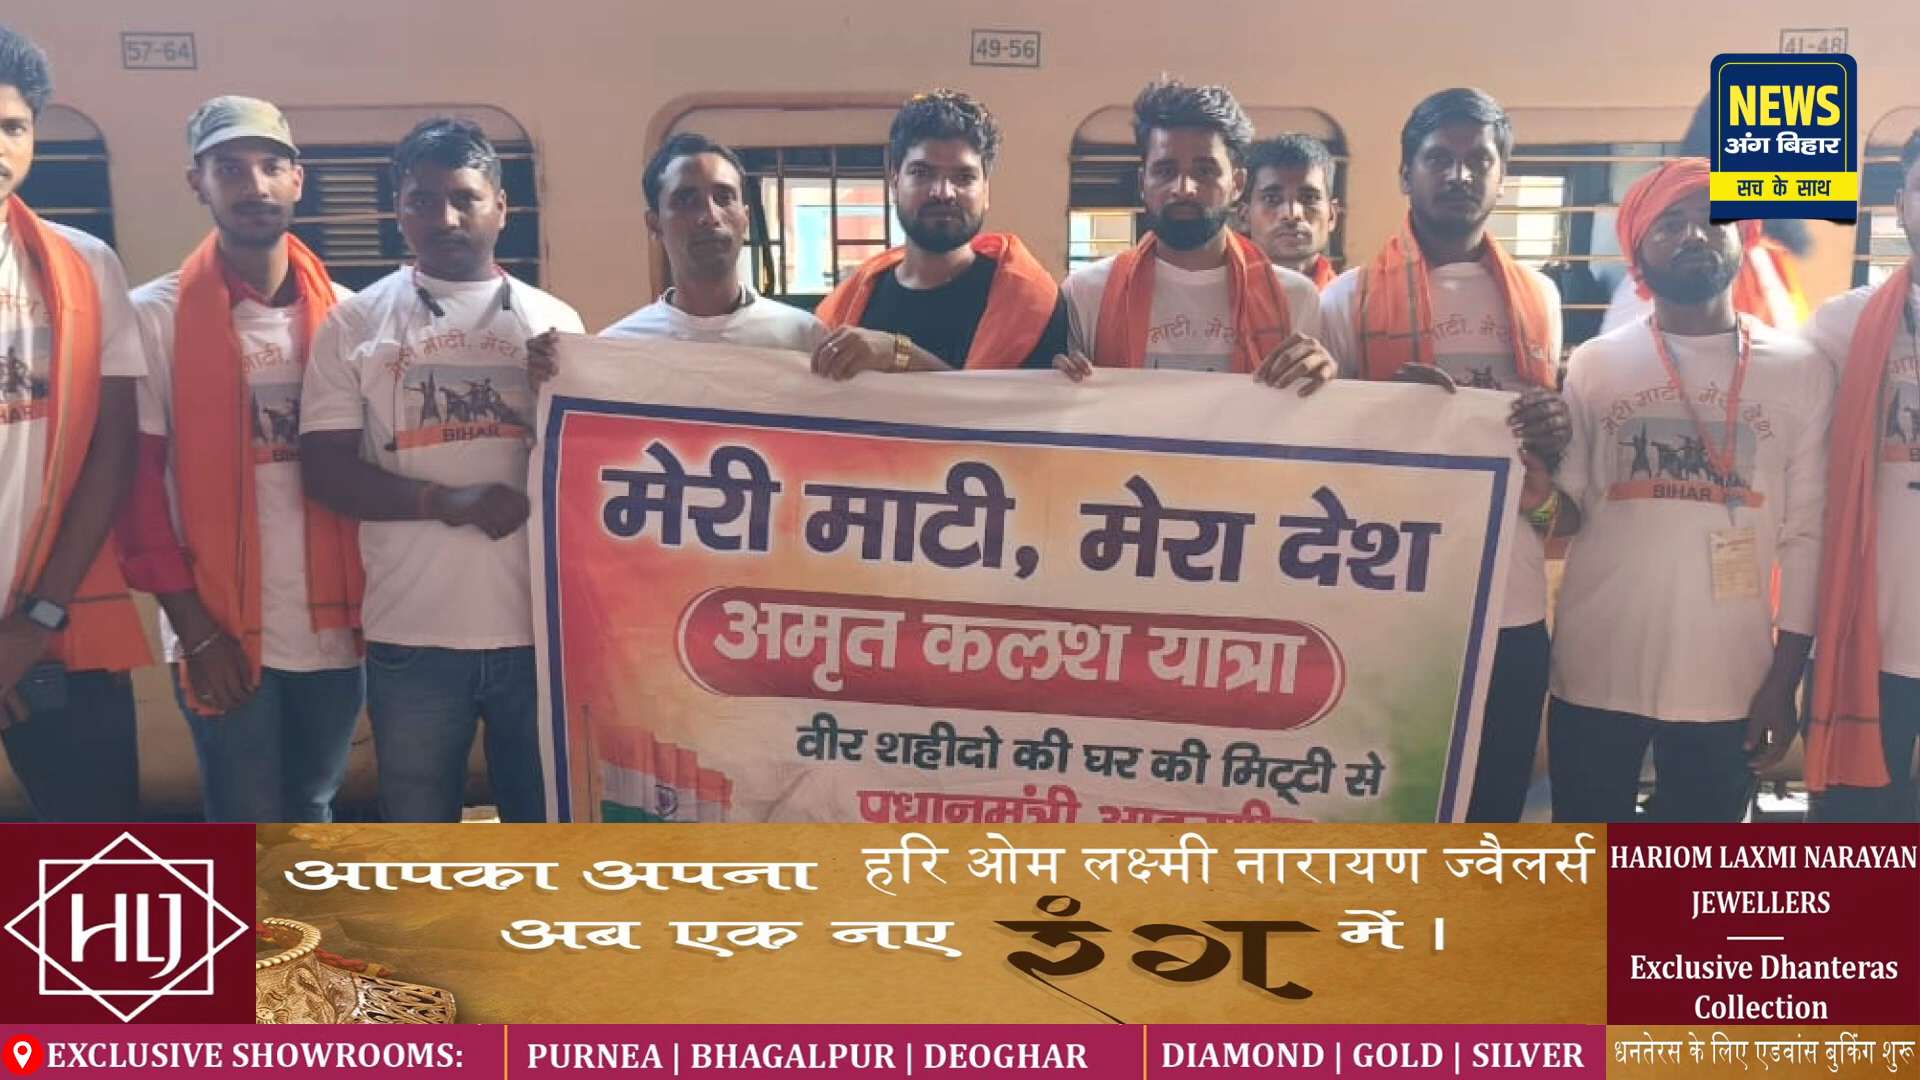 57-64
49-56
41-48
NEWS
अंग बिहार
सच के साथ
माटी, मेरा
BIHAR
माटी, मेरा
मेरी माटी, मेरा देश
BIHAR
मेरी माटी, मेरा देश
अमृत कलश यात्रा
वीर शहीदो की घर की मिट्टी से
प्रधानमंत्री
HLJ
आपका अपना हरि ओम लक्ष्मी नारायण ज्वैलर्स
अब एक नए रंग में।
HARIOM LAXMI NARAYAN
JEWELLERS
Exclusive Dhanteras
Collection
EXCLUSIVE SHOWROOMS:
PURNEA | BHAGALPUR | DEOGHAR
DIAMOND | GOLD | SILVER
धनतेरस के लिए एडवांस बुकिंग शुरू